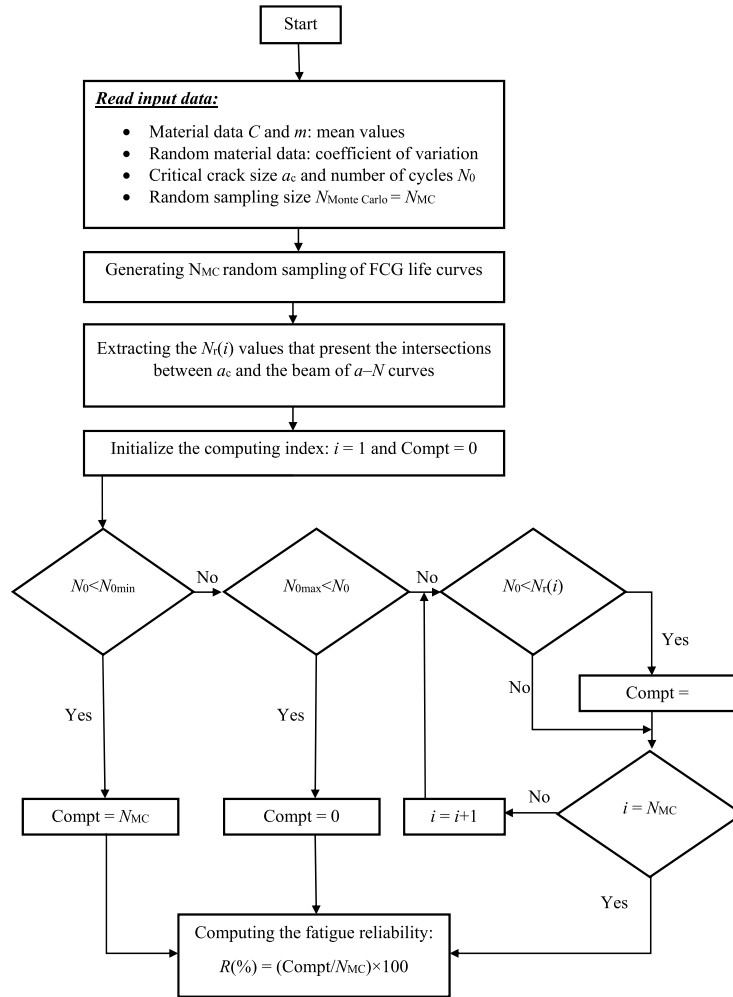 Start
Read input data:
• Material data C and m: mean values
• Random material data: coefficient of variation
• Critical crack size ac and number of cycles N0
• Random sampling size NMonte Carlo = NMC
Generating NMC random sampling of FCG life curves
Extracting the Nr(i) values that present the intersections
between ac and the beam of a–N curves
Initialize the computing index: i = 1 and Compt = 0
N0<N0min
No
N0max<N0
No
N0<Nr(i)
Yes
No
Compt =
Yes
Yes
Compt = NMC
Compt = 0
i = i+1
No
i = NMC
Yes
Computing the fatigue reliability:
R(%) = (Compt/NMC)×100